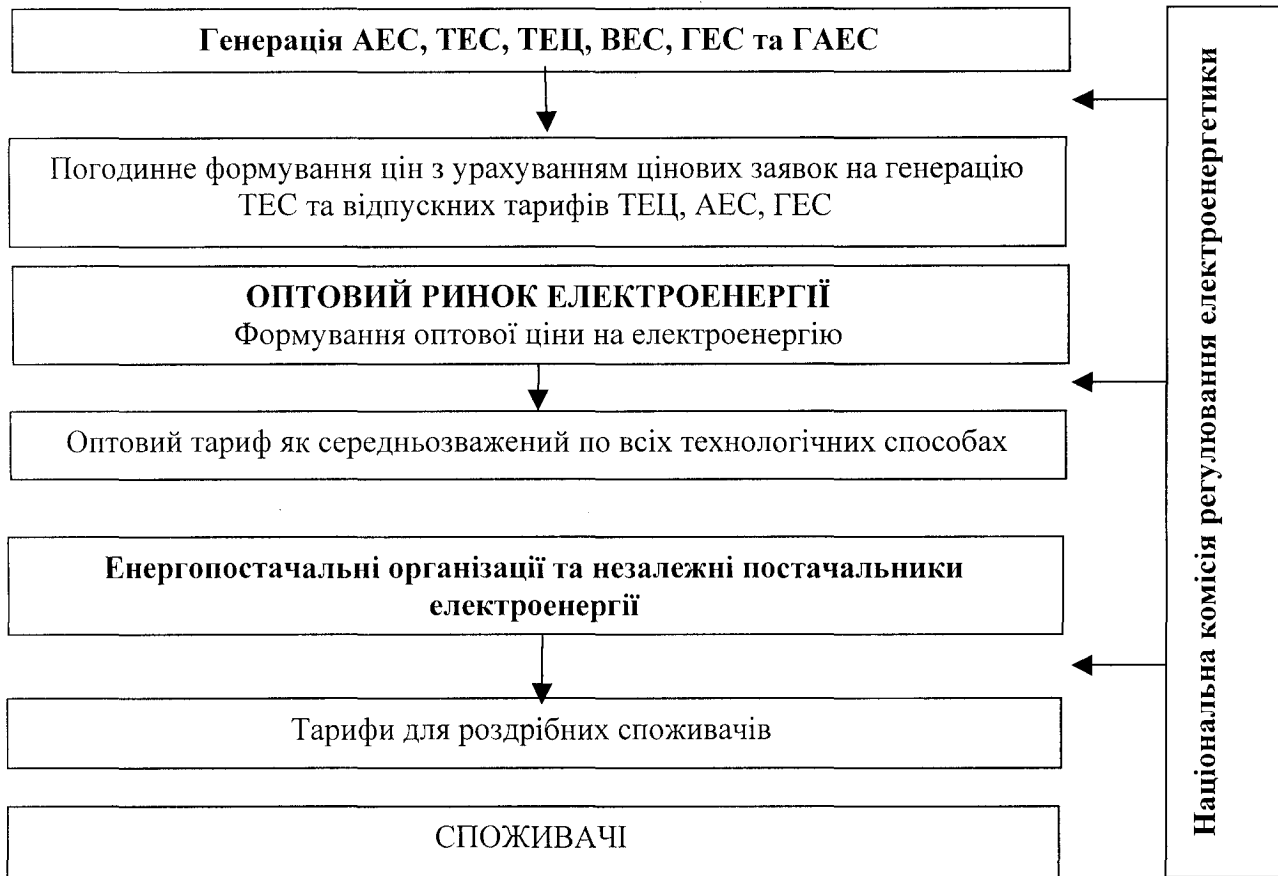 Генерація АЕС, ТЕС, ТЕЦ, ВЕС, ГЕС та ГАЕС
Погодинне формування цін з урахуванням цінових заявок на генерацію
ТЕС та відпускних тарифів ТЕЦ, АЕС, ГЕС
ОПТОВИЙ РИНОК ЕЛЕКТРОЕНЕРГІЇ
Формування оптової ціни на електроенергію
Оптовий тариф як середньозважений по всіх технологічних способах
Енергопостачальні організації та незалежні постачальники
електроенергії
Тарифи для роздрібних споживачів
СПОЖИВАЧІ
Національна комісія регулювання електроенергетики